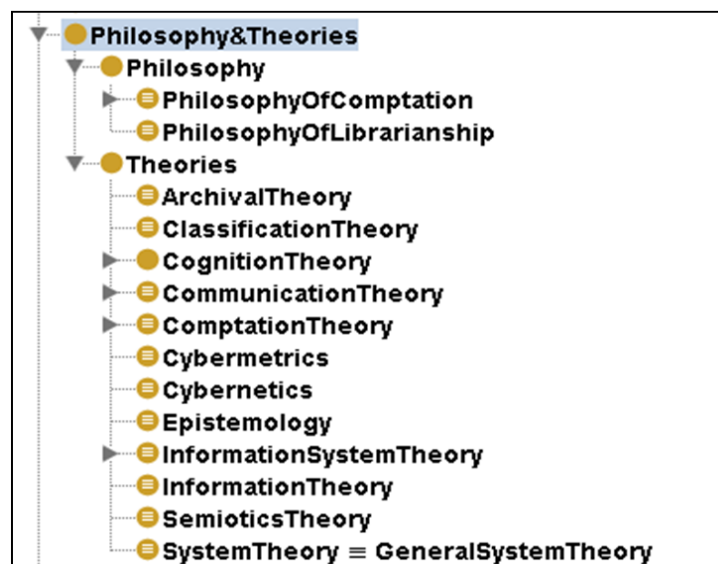 Philosophy&Theories
Philosophy
PhilosophyOfComptation
PhilosophyOfLibrarianship
Theories
ArchivalTheory
ClassificationTheory
CognitionTheory
CommunicationTheory
ComptationTheory
Cybermetrics
Cybernetics
Epistemology
InformationSystemTheory
InformationTheory
SemioticsTheory
SystemTheory ≡ GeneralSystemTheory